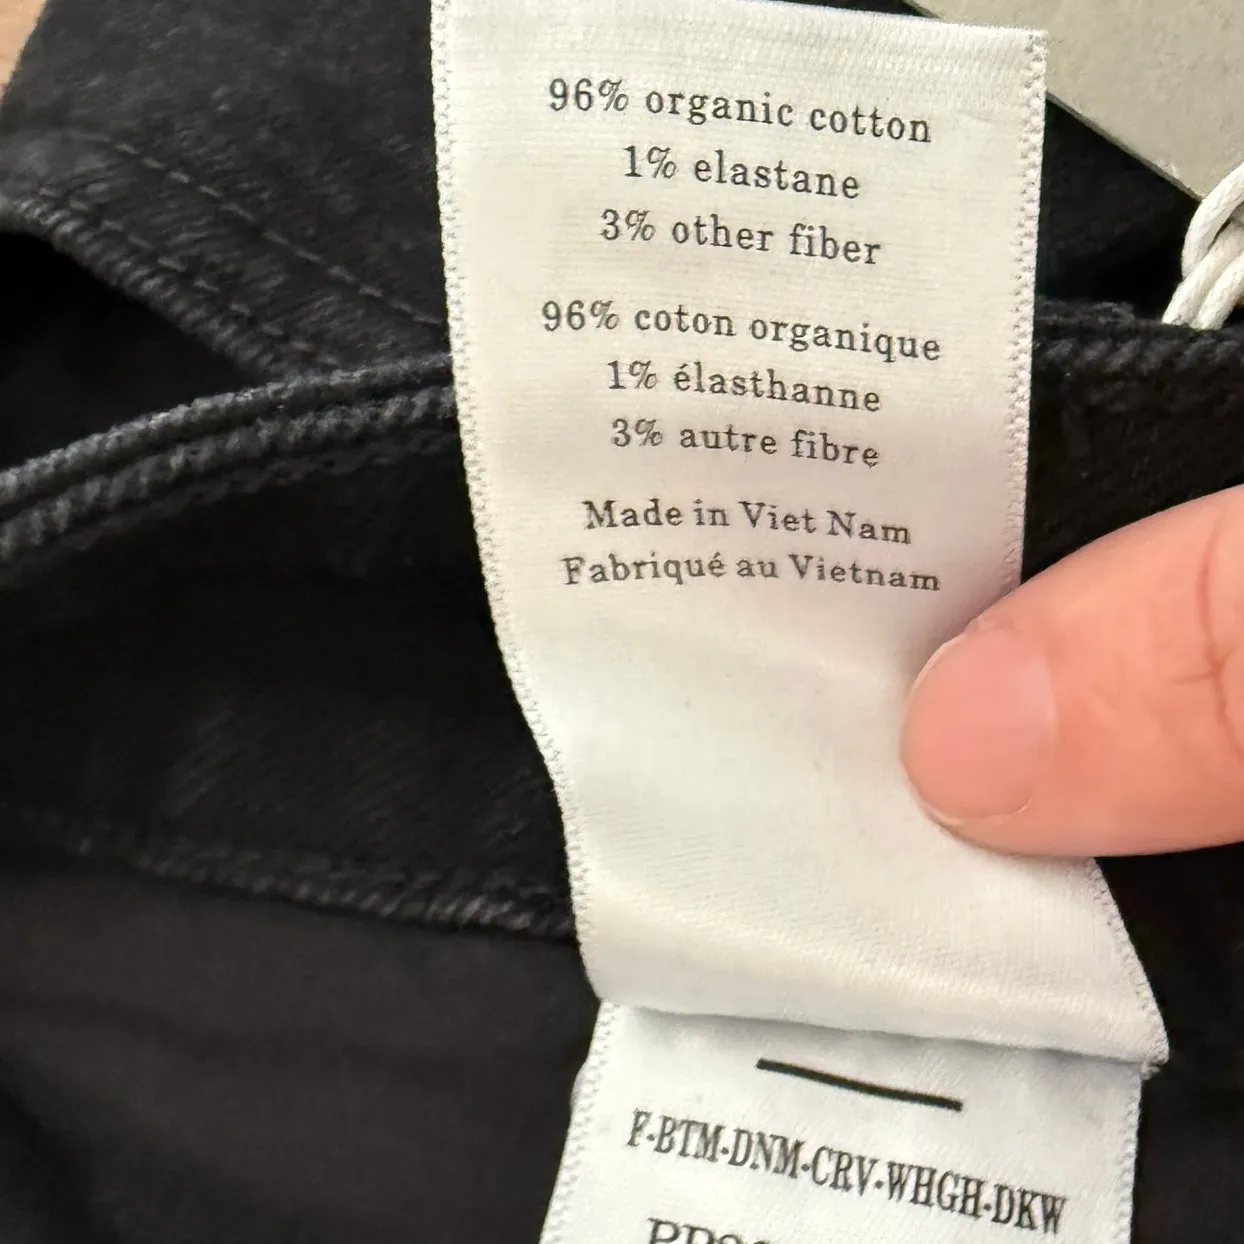 96% organic cotton
1% elastane
3% other fiber
96% coton organique
1% élasthanne
3% autre fibre
Made in Viet Nam
Fabriqué au Vietnam
F-BTM-DNM-CRV-WHGH-DKW